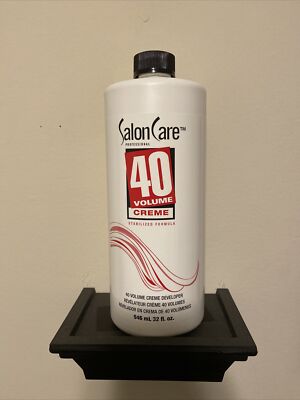 SalonCare™
PROFESSIONAL
40
VOLUME
CREME
STABILIZED FORMULA
40 VOLUME CREME DEVELOPER
RÉVÉLATEUR CRÈME 40 VOLUMES
REVELADOR EN CREMA DE 40 VOLÚMENES
946 mL 32 fl. oz.